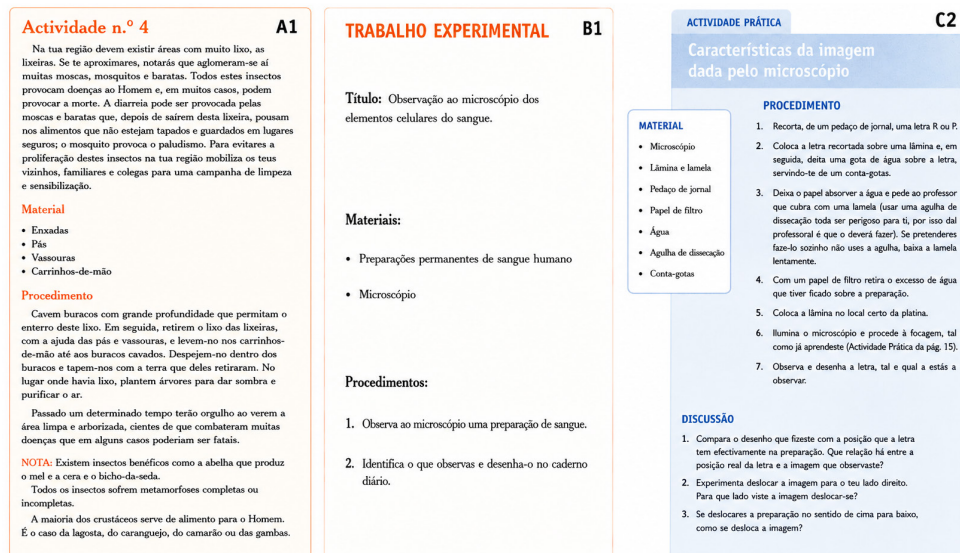 Actividade n.º 4
A1
Na tua região devem existir áreas com muito lixo, as
lixeiras. Se te aproximares, notarás que aglomeram-se aí
muitas moscas, mosquitos e baratas. Todos estes insectos
provocam doenças ao Homem e, em muitos casos, podem
provocar a morte. A diarreia pode ser provocada pelas
moscas e baratas que, depois de saírem desta lixeira, pousam
nos alimentos que não estejam tapados e guardados em lugares
seguros; o mosquito provoca o paludismo. Para evitares a
proliferação destes insectos na tua região mobiliza os teus
vizinhos, familiares e colegas para uma campanha de limpeza
e sensibilização.
Material
• Enxadas
• Pás
• Vassouras
• Carrinhos-de-mão
Procedimento
Cavem buracos com grande profundidade que permitam o
enterro deste lixo. Em seguida, retirem o lixo das lixeiras,
com a ajuda das pás e vassouras, e levem-no nos carrinhos-
de-mão até aos buracos cavados. Despejem-no dentro dos
buracos e tapem-nos com a terra que deles retiraram. No
lugar onde havia lixo, plantem árvores para dar sombra e
purificar o ar.
Passado um determinado tempo terão orgulho ao verem a
área limpa e arborizada, cientes de que combateram muitas
doenças que em alguns casos poderiam ser fatais.
NOTA: Existem insectos benéficos como a abelha que produz
o mel e a cera e o bicho-da-seda.
Todos os insectos sofrem metamorfoses completas ou
incompletas.
A maioria dos crustáceos serve de alimento para o Homem.
É o caso da lagosta, do caranguejo, do camarão ou das gambas.
TRABALHO EXPERIMENTAL
B1
Título: Observação ao microscópio dos
elementos celulares do sangue.
Materiais:
• Preparações permanentes de sangue humano
• Microscópio
Procedimentos:
1. Observa ao microscópio uma preparação de sangue.
2. Identifica o que observas e desenha-o no caderno
diário.
ACTIVIDADE PRÁTICA
C2
Características da imagem
dada pelo microscópio
MATERIAL
• Microscópio
• Lâmina e lamela
• Pedaço de jornal
• Papel de filtro
• Água
• Agulha de dissecação
• Conta-gotas
PROCEDIMENTO
1. Recorta, de um pedaço de jornal, uma letra R ou P.
2. Coloca a letra recortada sobre uma lâmina e, em
seguida, deita uma gota de água sobre a letra,
servindo-te de um conta-gotas.
3. Deixa o papel absorver a água e pede ao professor
que cubra com uma lamela (usar uma agulha de
dissecação toda ser perigoso para ti, por isso dal
professoral é que o deverá fazer). Se pretenderes
faze-lo sozinho não uses a agulha, baixa a lamela
lentamente.
4. Com um papel de filtro retira o excesso de água
que tiver ficado sobre a preparação.
5. Coloca a lâmina no local certo da platina.
6. Ilumina o microscópio e procede à focagem, tal
como já aprendeste (Actividade Prática da pág. 15).
7. Observa e desenha a letra, tal e qual a estás a
observar.
DISCUSSÃO
1. Compara o desenho que fizeste com a posição que a letra
tem efectivamente na preparação. Que relação há entre a
posição real da letra e a imagem que observaste?
2. Experimenta deslocar a imagem para o teu lado direito.
Para que lado viste a imagem deslocar-se?
3. Se deslocares a preparação no sentido de cima para baixo,
como se desloca a imagem?